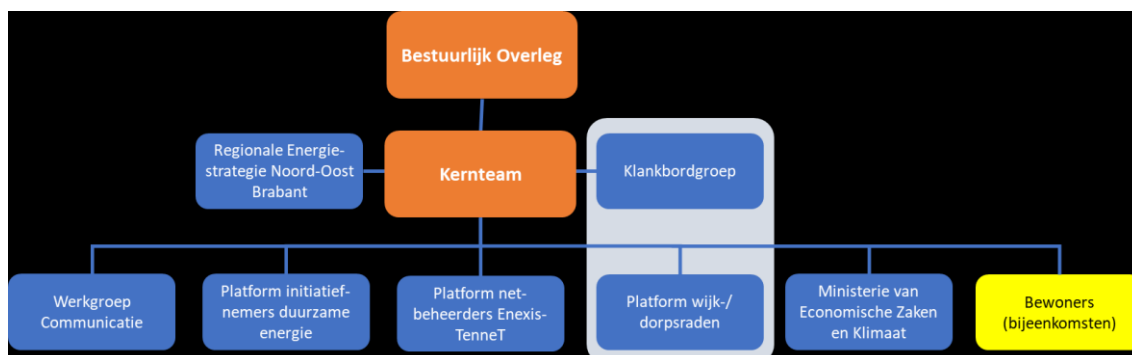 Bestuurlijk Overleg
Regionale Energie-
strategie Noord-Oost
Brabant
Kernteam
Klankbordgroep
Werkgroep
Communicatie
Platform initiatief-
nemers duurzame
energie
Platform net-
beheerders Enexis-
TenneT
Platform wijk-/
dorpsraden
Ministerie van
Economische Zaken
en Klimaat
Bewoners
(bijeenkomsten)